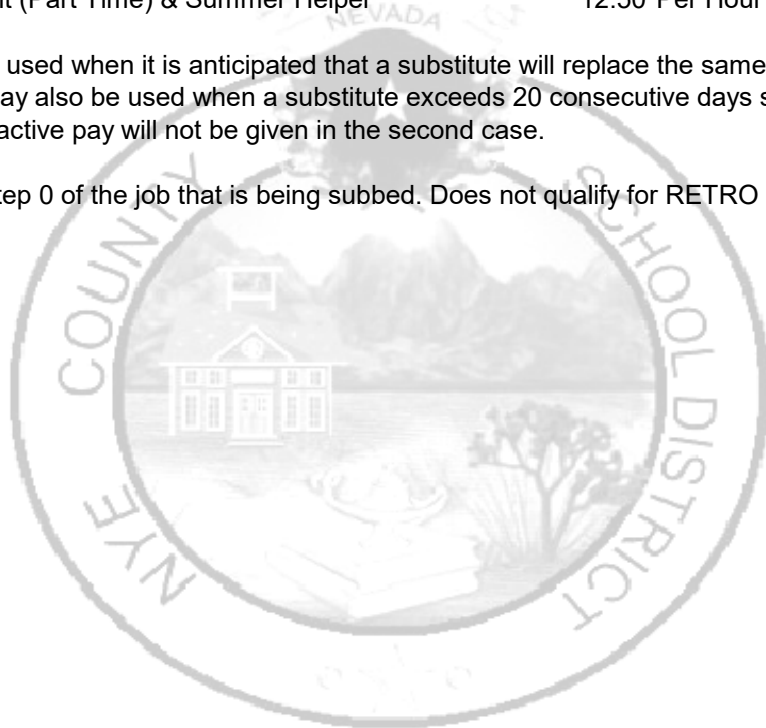 t (Part Time) & Summer Helper 12.50 Per Hour
used when it is anticipated that a substitute will replace the same
ay also be used when a substitute exceeds 20 consecutive days s
active pay will not be given in the second case.
tep 0 of the job that is being subbed. Does not qualify for RETRO
NEVADA
NYE COUNTY SCHOOL DISTRICT